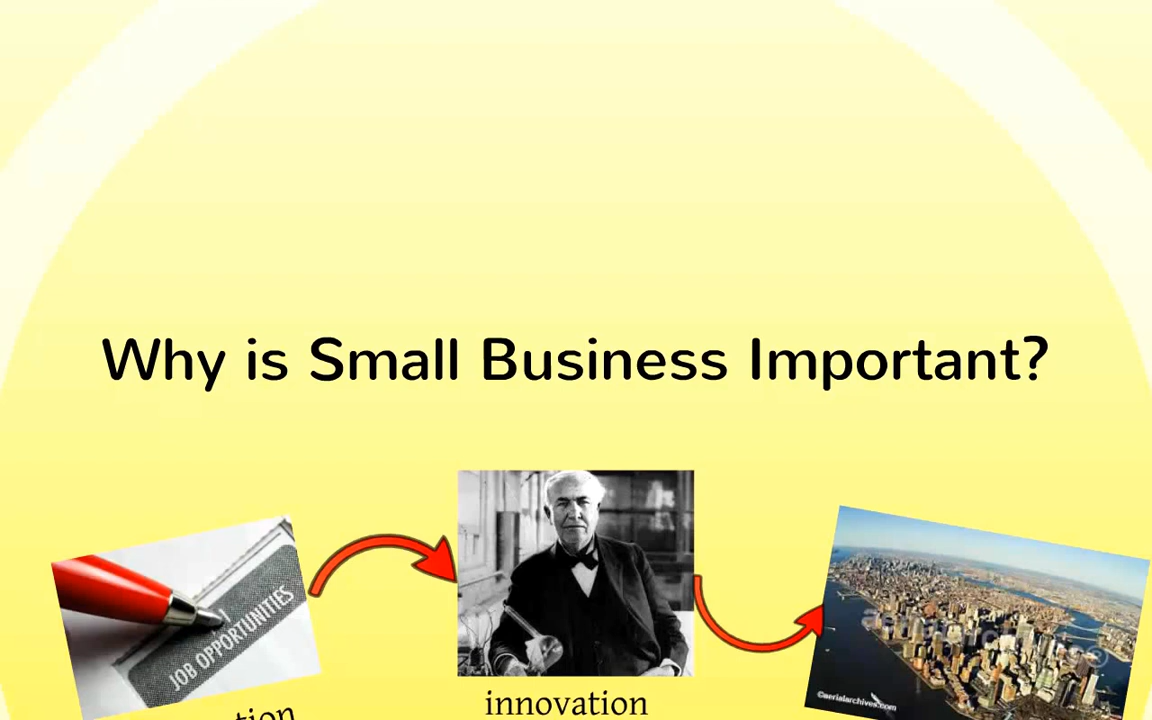 Why is Small Business Important?
JOB OPPORTUNITIES
©aerialarchives.com
innovation